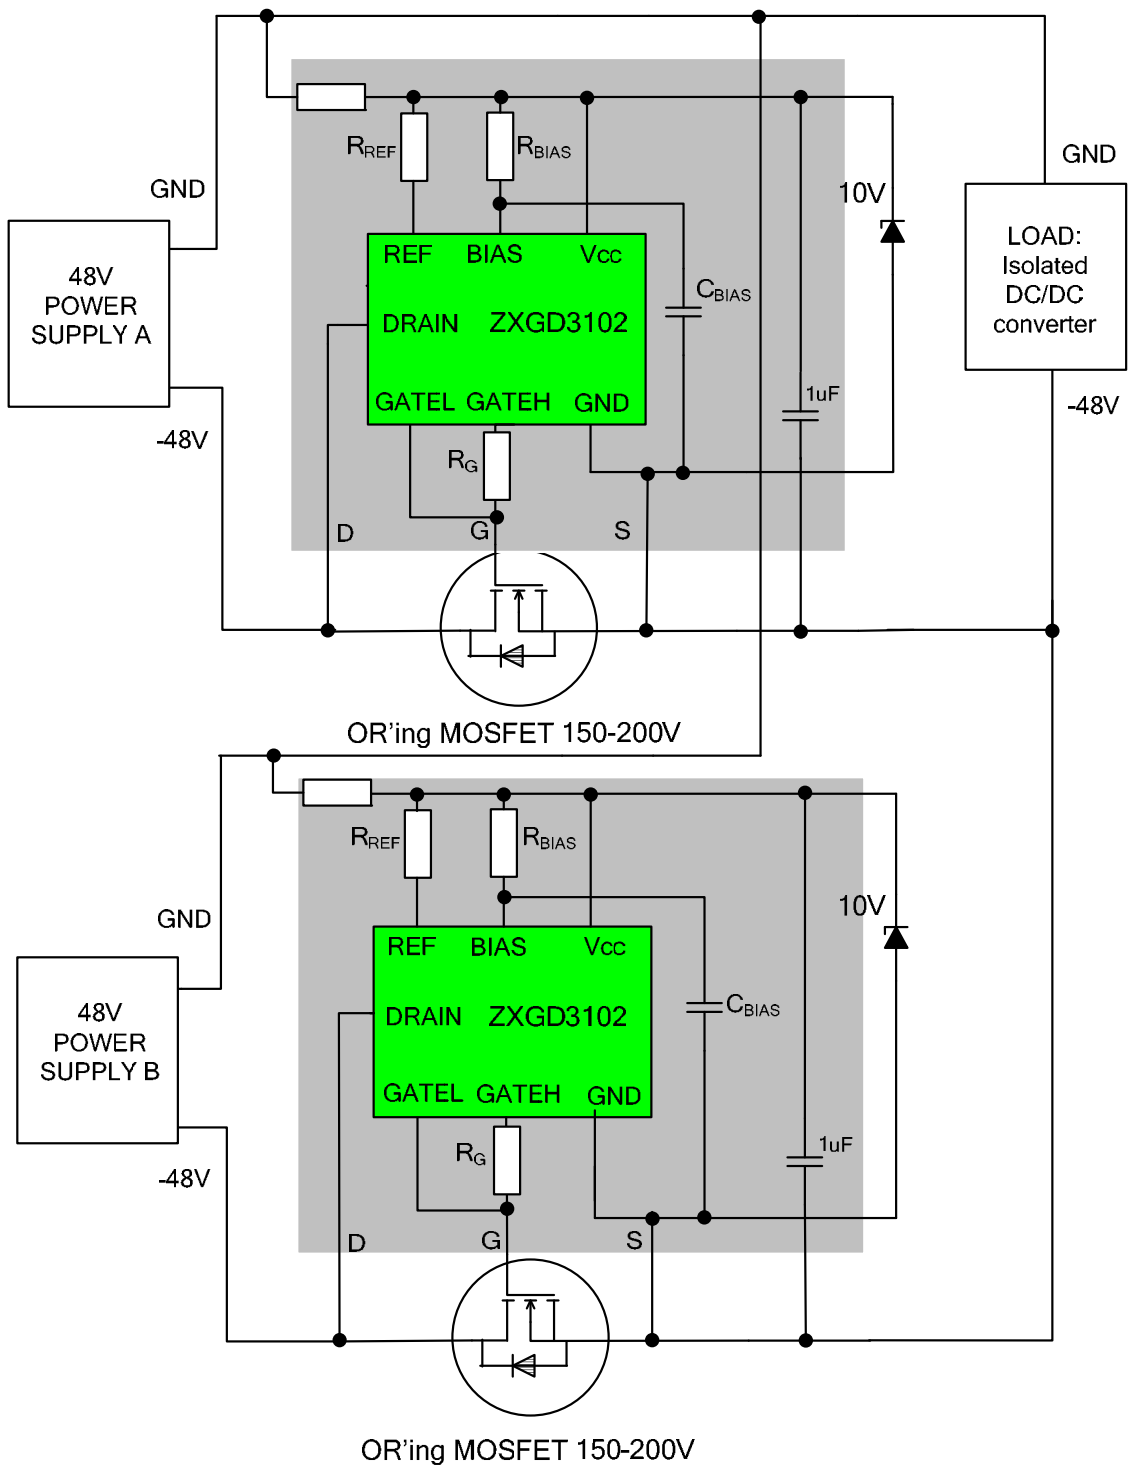 GND
48V
POWER
SUPPLY A
-48V
RREF
RBIAS
REF BIAS Vcc
DRAIN ZXGD3102
GATEL GATEH GND
CBIAS
RG
D
G
S
1uF
10V
GND
LOAD:
Isolated
DC/DC
converter
-48V
OR'ing MOSFET 150-200V
GND
48V
POWER
SUPPLY B
-48V
RREF
RBIAS
REF BIAS Vcc
DRAIN ZXGD3102
GATEL GATEH GND
CBIAS
RG
D
G
S
1uF
10V
OR'ing MOSFET 150-200V